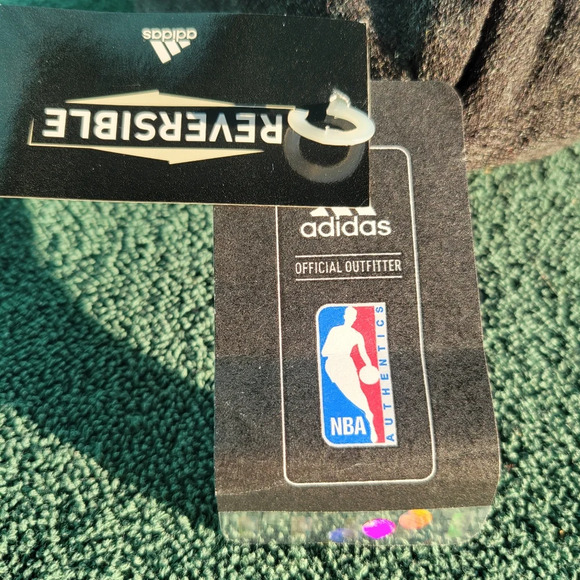 adidas
REVERSIBLE
adidas
OFFICIAL OUTFITTER
NBA
AUTHENTICS